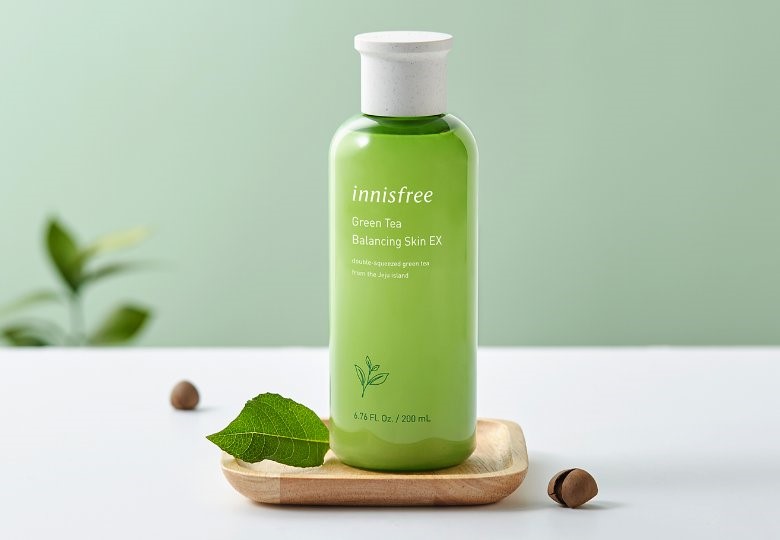 innisfree
Green Tea
Balancing Skin EX
double-squeezed green tea
from the Jeju island
6.76 FL. Oz. / 200 mL